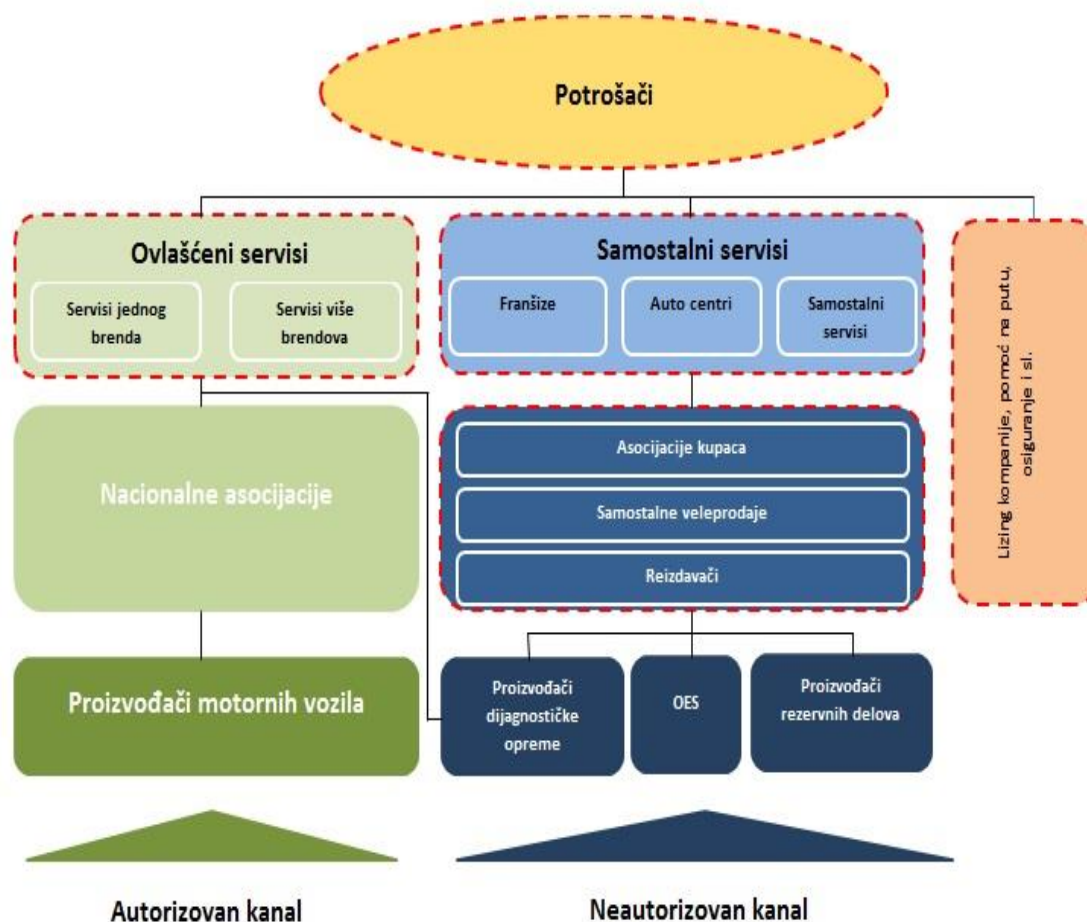 Potrošači
Ovlašćeni servisi
Servisi jednog
brenda
Servisi više
brendova
Samostalni servisi
Franšize
Auto centri
Samostalni
servisi
Lizing kompanije, pomoć na putu,
osiguranje i sl.
Nacionalne asocijacije
Asocijacije kupaca
Samostalne veleprodaje
Reizdavači
Proizvođači motornih vozila
Proizvođači
dijagnostičke
opreme
OES
Proizvođači
rezervnih delova
Autorizovan kanal
Neautorizovan kanal